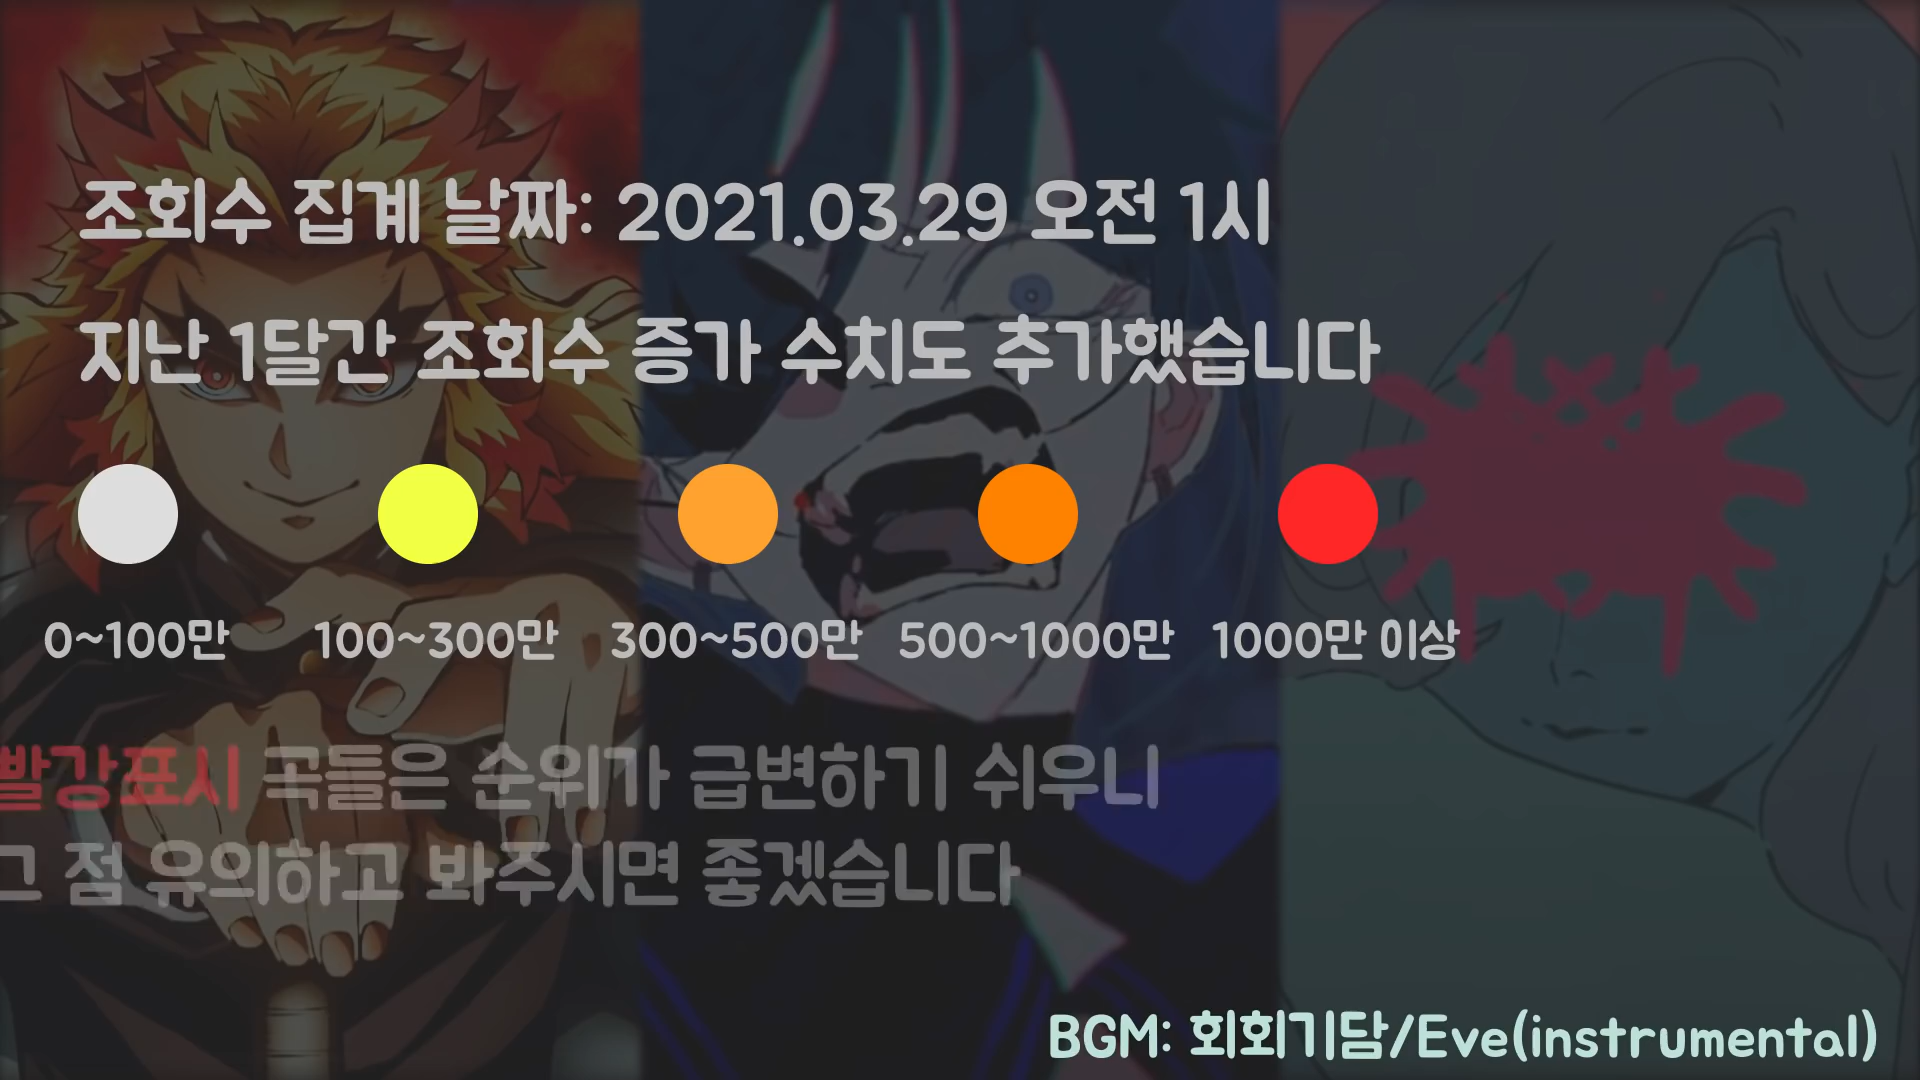 조회수 집계 날짜: 2021.03.29 오전 1시
지난 1달간 조회수 증가 수치도 추가했습니다
0~100만 100~300만 300~500만 500~1000만 1000만 이상
빨강표시 곡들은 순위가 급변하기 쉬우니
그 점 유의하고 봐주시면 좋겠습니다
BGM: 회회기담/Eve(instrumental)